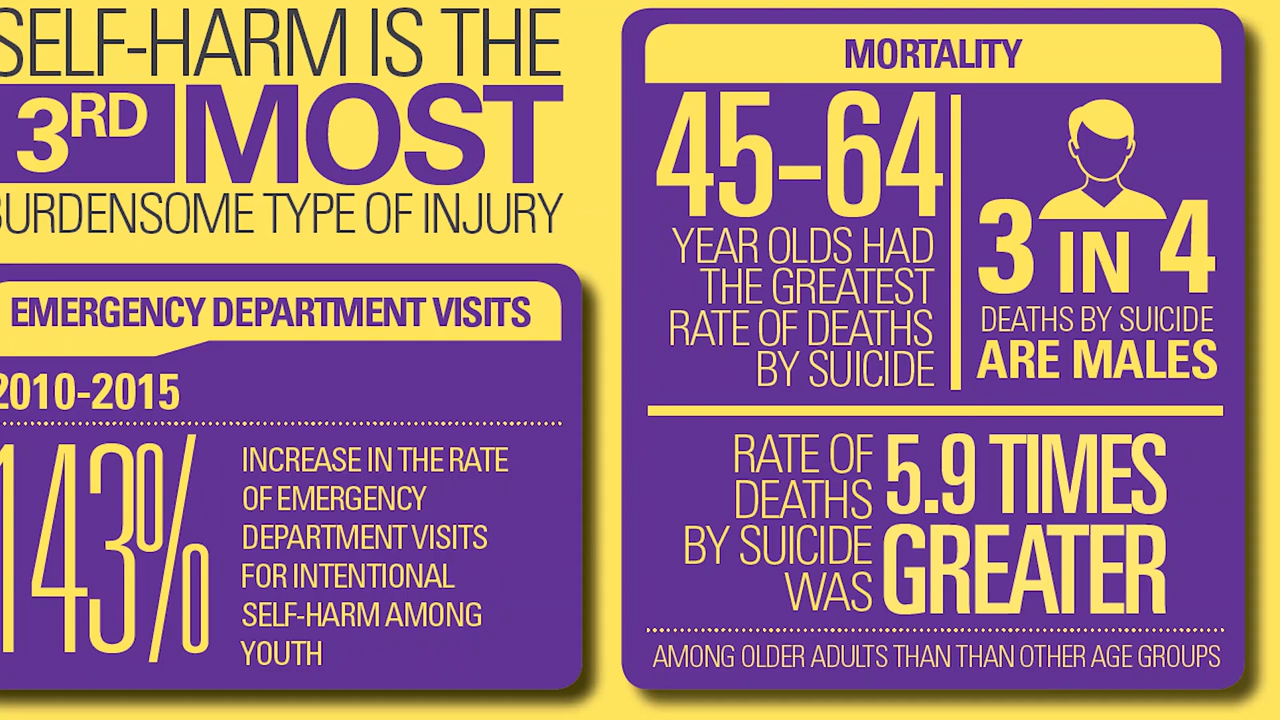 SELF-HARM IS THE
3RD MOST
BURDENSOME TYPE OF INJURY
EMERGENCY DEPARTMENT VISITS
2010-2015
143%
INCREASE IN THE RATE
OF EMERGENCY
DEPARTMENT VISITS
FOR INTENTIONAL
SELF-HARM AMONG
YOUTH
MORTALITY
45-64
YEAR OLDS HAD
THE GREATEST
RATE OF DEATHS
BY SUICIDE
3 IN 4
DEATHS BY SUICIDE
ARE MALES
RATE OF
DEATHS
BY SUICIDE
WAS
5.9 TIMES
GREATER
AMONG OLDER ADULTS THAN THAN OTHER AGE GROUPS